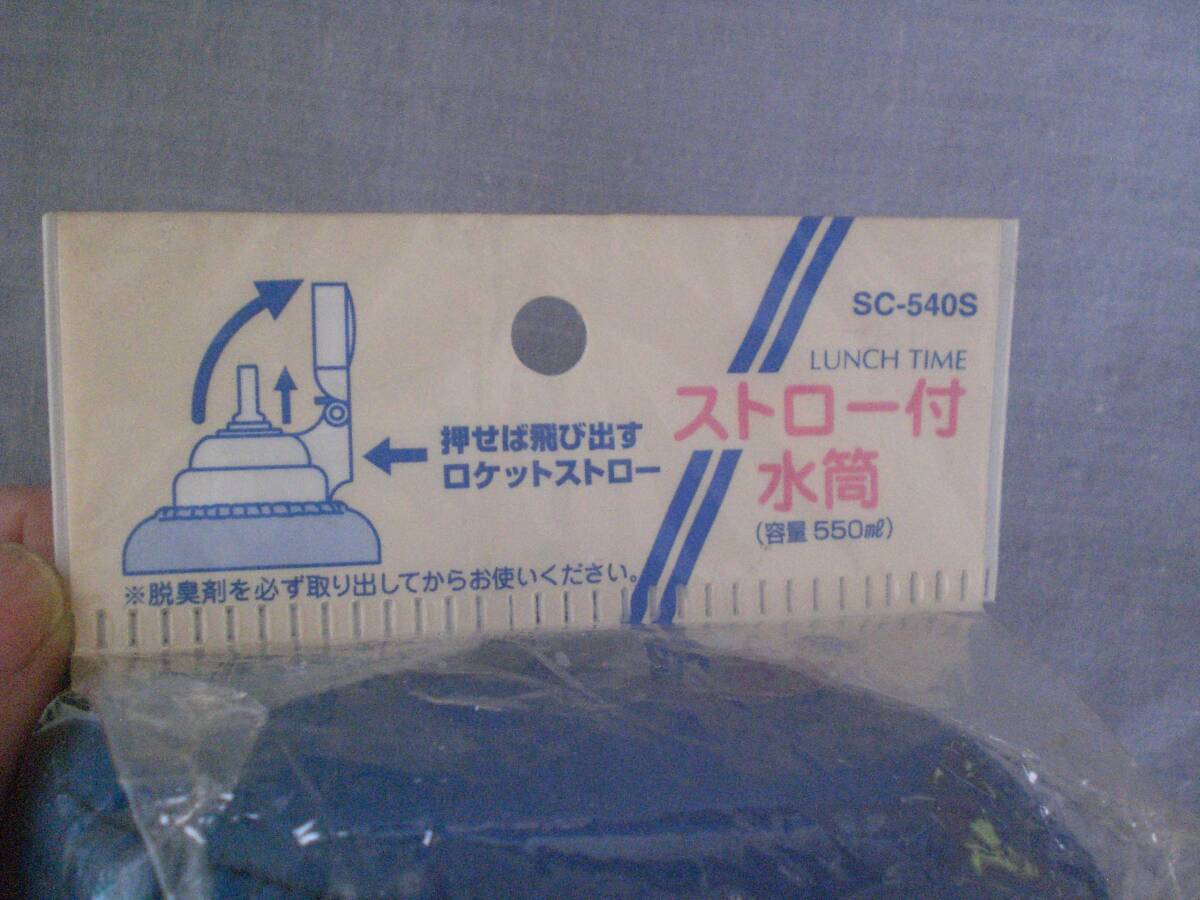 SC-540S
LUNCH TIME
ストロー付
水筒
(容量 550㎖)
押せば飛び出す
ロケットストロー
※脱臭剤を必ず取り出してからお使いください。